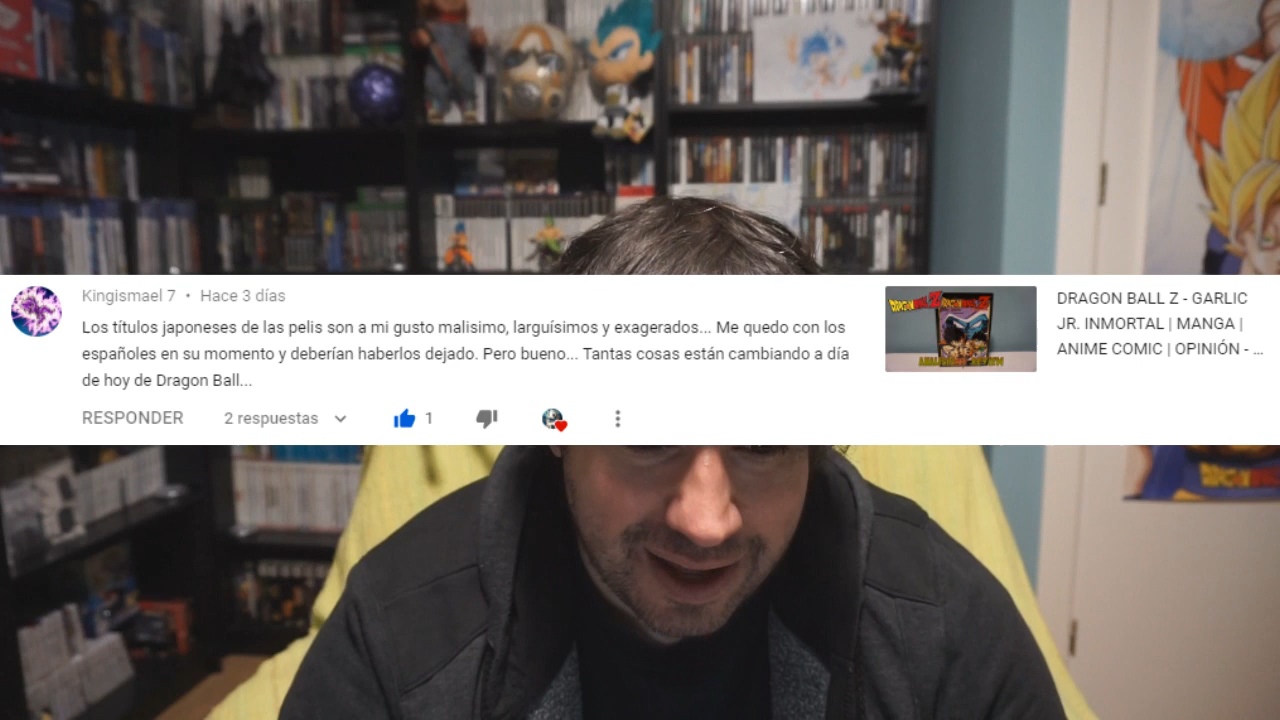 Kingismael 7 • Hace 3 días
Los títulos japoneses de las pelis son a mi gusto malisimo, larguísimos y exagerados... Me quedo con los
españoles en su momento y deberían haberlos dejado. Pero bueno... Tantas cosas están cambiando a día
de hoy de Dragon Ball...
RESPONDER 2 respuestas 1
DRAGON BALL Z - GARLIC
JR. INMORTAL | MANGA |
ANIME COMIC | OPINIÓN - ...